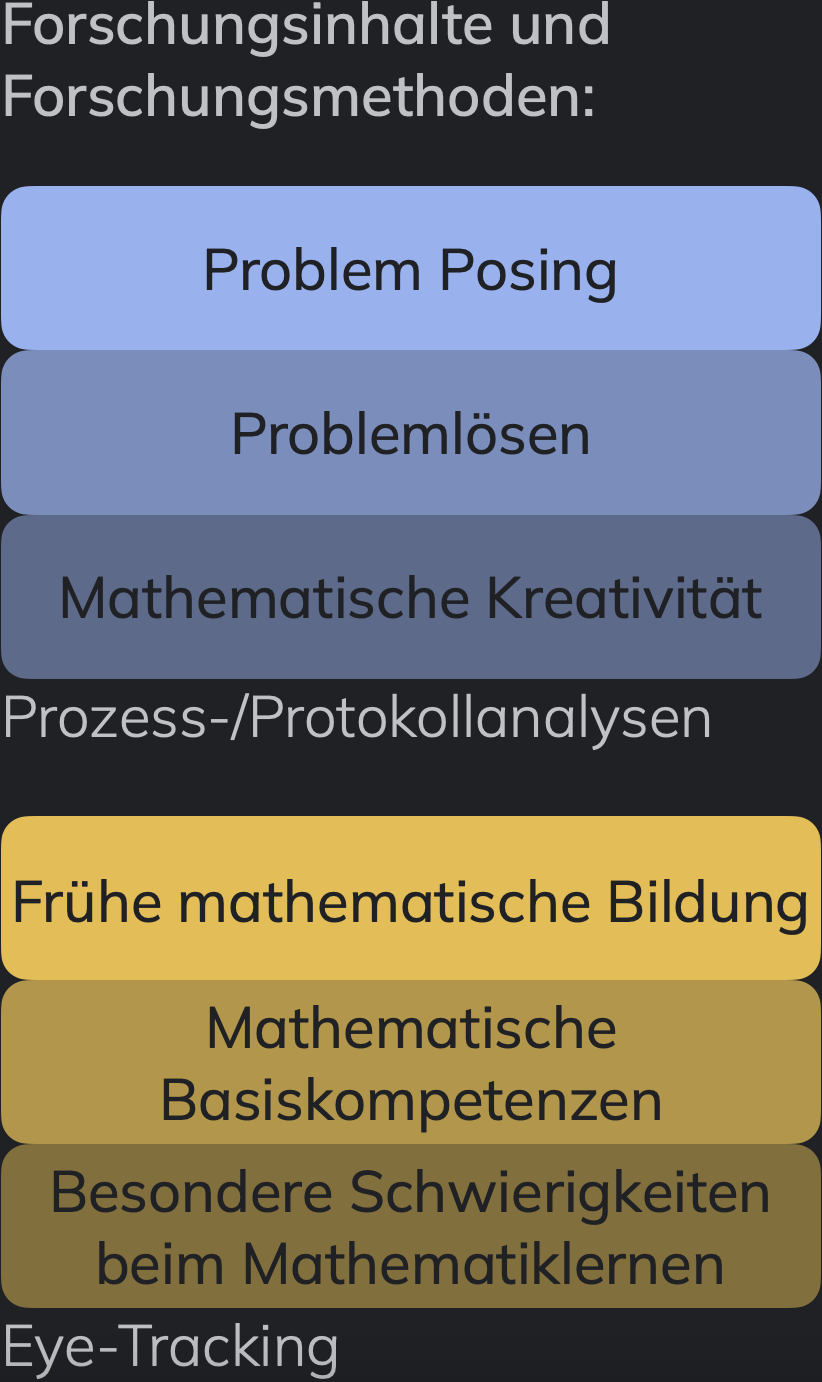 Forschungsinhalte und
Forschungsmethoden:
Problem Posing
Problemlösen
Mathematische Kreativität
Prozess-/Protokollanalysen
Frühe mathematische Bildung
Mathematische
Basiskompetenzen
Besondere Schwierigkeiten
beim Mathematiklernen
Eye-Tracking